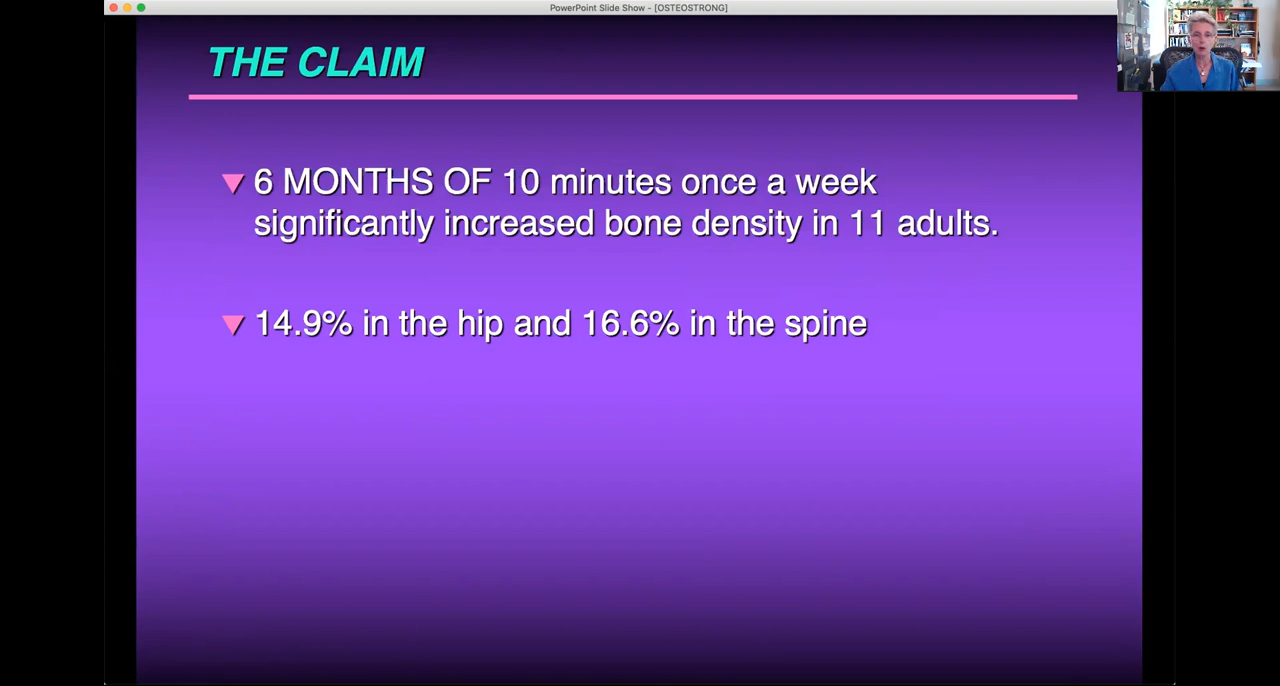 PowerPoint Slide Show - [OSTEOSTRONG]
THE CLAIM
6 MONTHS OF 10 minutes once a week
significantly increased bone density in 11 adults.
14.9% in the hip and 16.6% in the spine